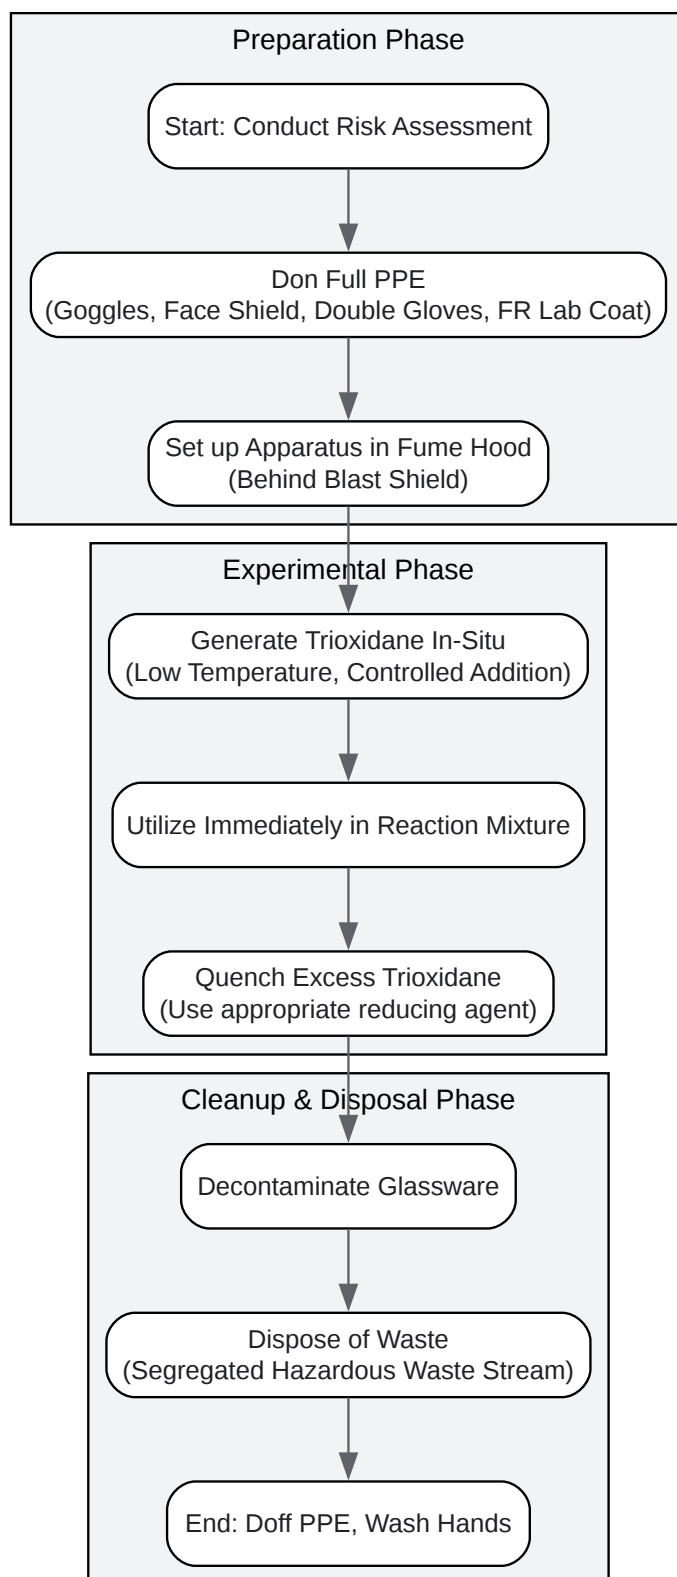 Preparation Phase
Start: Conduct Risk Assessment
Don Full PPE
(Goggles, Face Shield, Double Gloves, FR Lab Coat)
Set up Apparatus in Fume Hood
(Behind Blast Shield)
Experimental Phase
Generate Trioxidane In-Situ
(Low Temperature, Controlled Addition)
Utilize Immediately in Reaction Mixture
Quench Excess Trioxidane
(Use appropriate reducing agent)
Cleanup & Disposal Phase
Decontaminate Glassware
Dispose of Waste
(Segregated Hazardous Waste Stream)
End: Doff PPE, Wash Hands